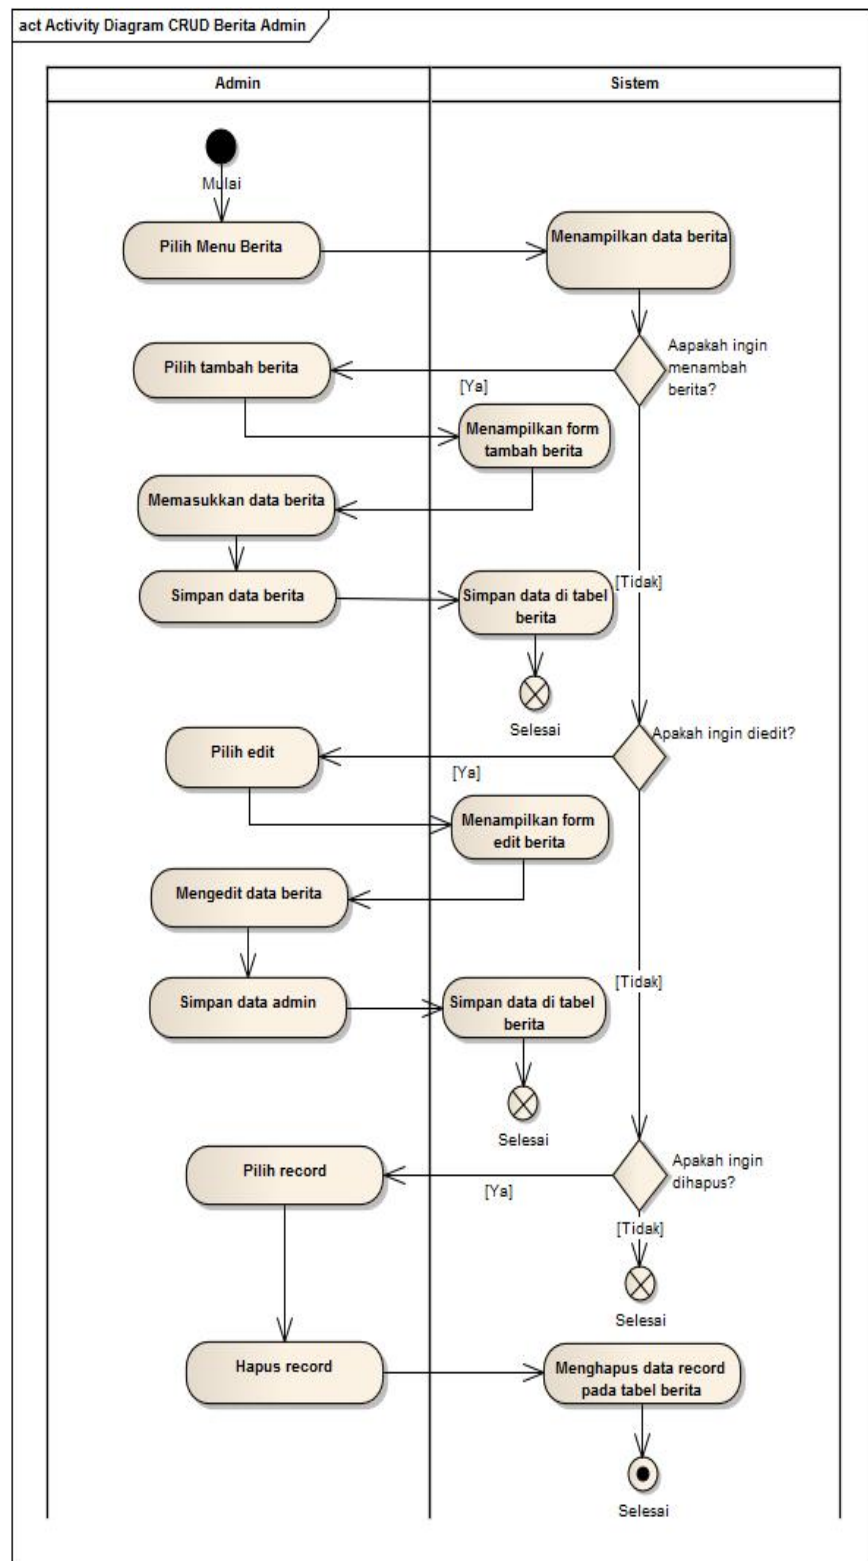 act Activity Diagram CRUD Berita Admin
Admin
Sistem
Mulai
Pilih Menu Berita
Menampilkan data berita
Aapakah ingin
menambah
berita?
Pilih tambah berita
[Ya]
Menampilkan form
tambah berita
Memasukkan data berita
Simpan data berita
Simpan data di tabel
berita
[Tidak]
Selesai
Apakah ingin diedit?
Pilih edit
[Ya]
Menampilkan form
edit berita
Mengedit data berita
[Tidak]
Simpan data admin
Simpan data di tabel
berita
Selesai
Apakah ingin
dihapus?
Pilih record
[Ya]
[Tidak]
Selesai
Hapus record
Menghapus data record
pada tabel berita
Selesai